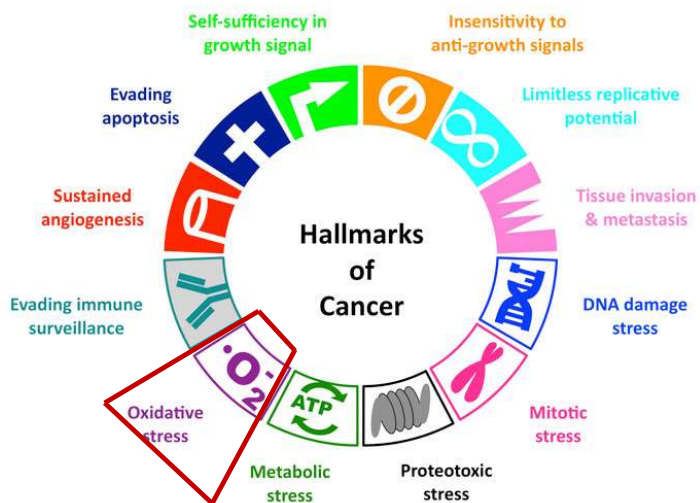 Self-sufficiency in
growth signal
Insensitivity to
anti-growth signals
Evading
apoptosis
Limitless replicative
potential
Sustained
angiogenesis
Tissue invasion
& metastasis
Hallmarks
of
Cancer
Evading immune
surveillance
DNA damage
stress
•O₂⁻
ATP
Oxidative
stress
Mitotic
stress
Metabolic
stress
Proteotoxic
stress